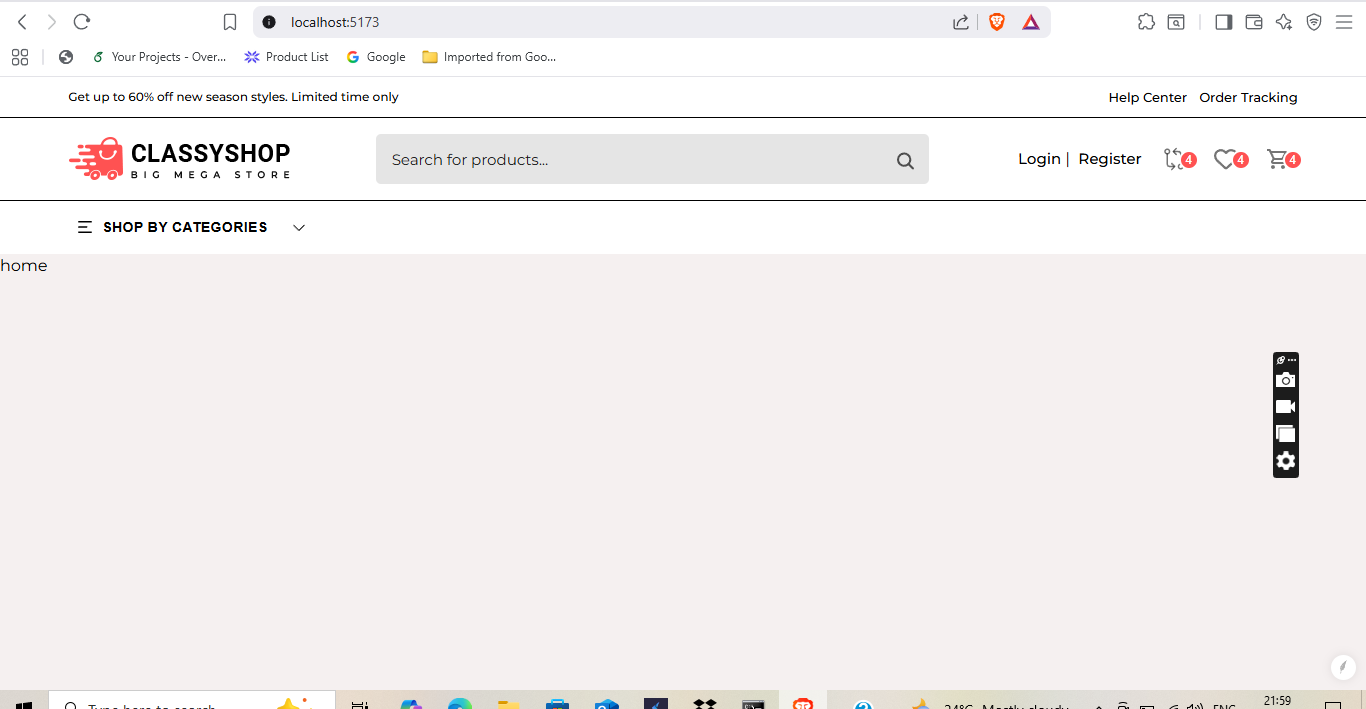 localhost:5173
Your Projects - Over... Product List Google Imported from Goo...
Get up to 60% off new season styles. Limited time only Help Center Order Tracking
CLASSYSHOP
BIG MEGA STORE
Search for products...
Login | Register 4 4 4
SHOP BY CATEGORIES
home
Type here to search
24°C Mostly cloudy ENG 21:59